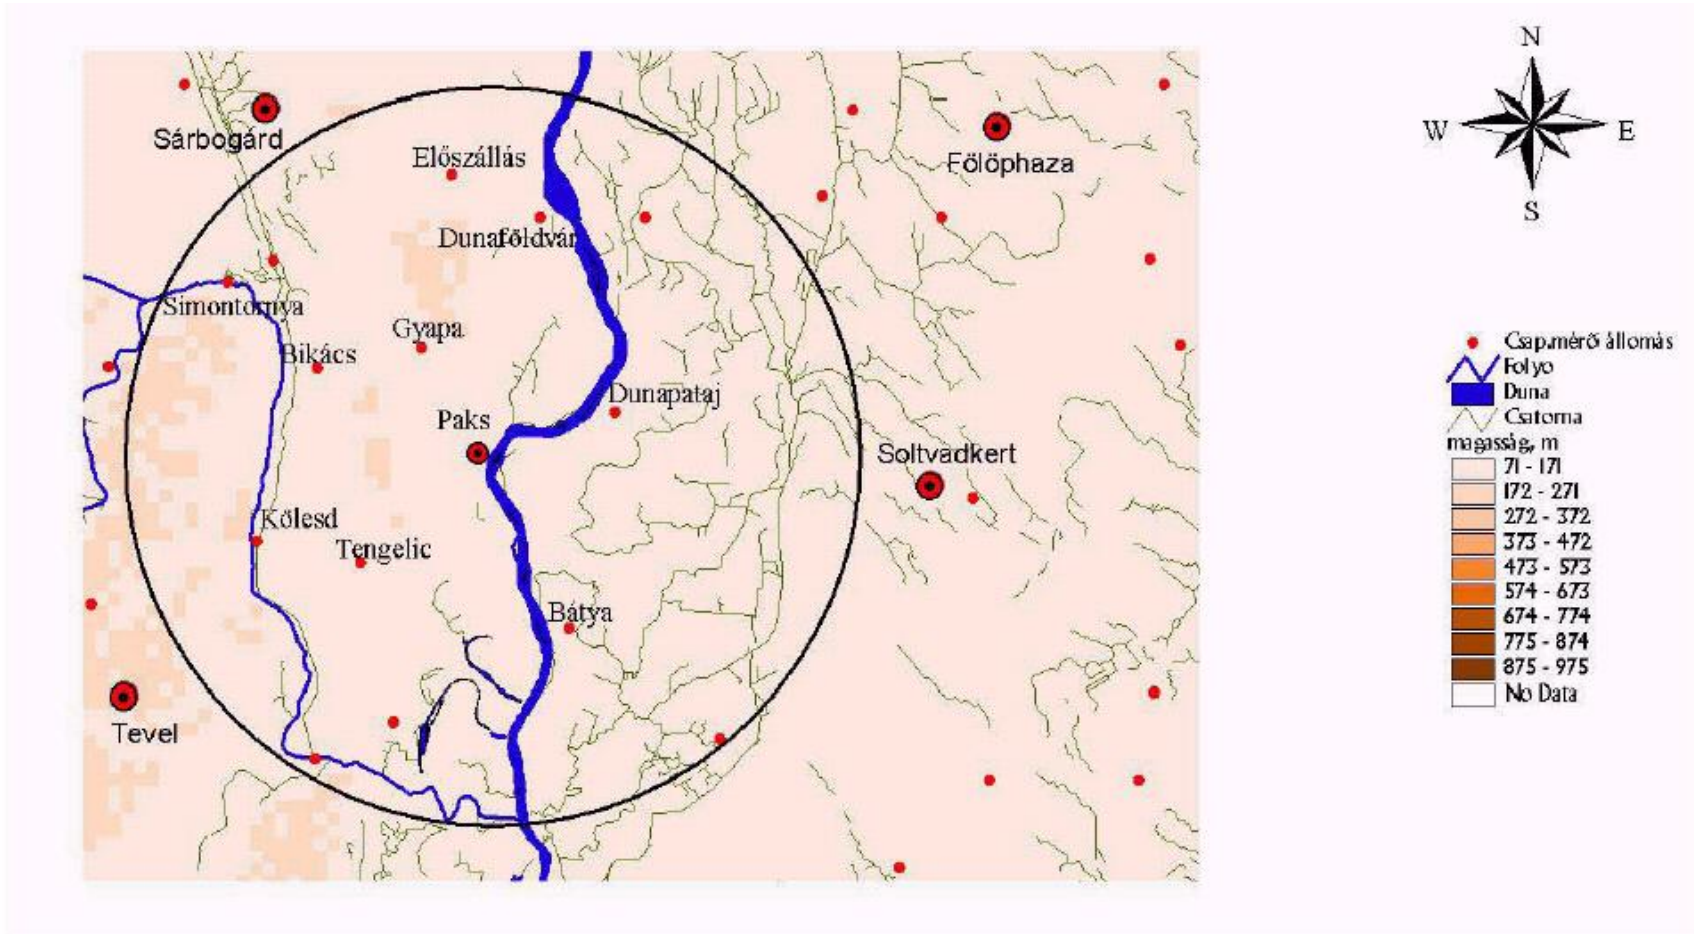 N
W E
S
Sárbogárd
Előszállás
Fölöphaza
Dunaföldvár
Simontornya
Gyapa
Bikács
Dunapataj
Paks
Soltvadkert
Kölesd
Tengelic
Bátya
Tevel
Csap.mérő állomás
Folyo
Duna
Csatorna
magasság, m
71 - 171
172 - 271
272 - 372
373 - 472
473 - 573
574 - 673
674 - 774
775 - 874
875 - 975
No Data